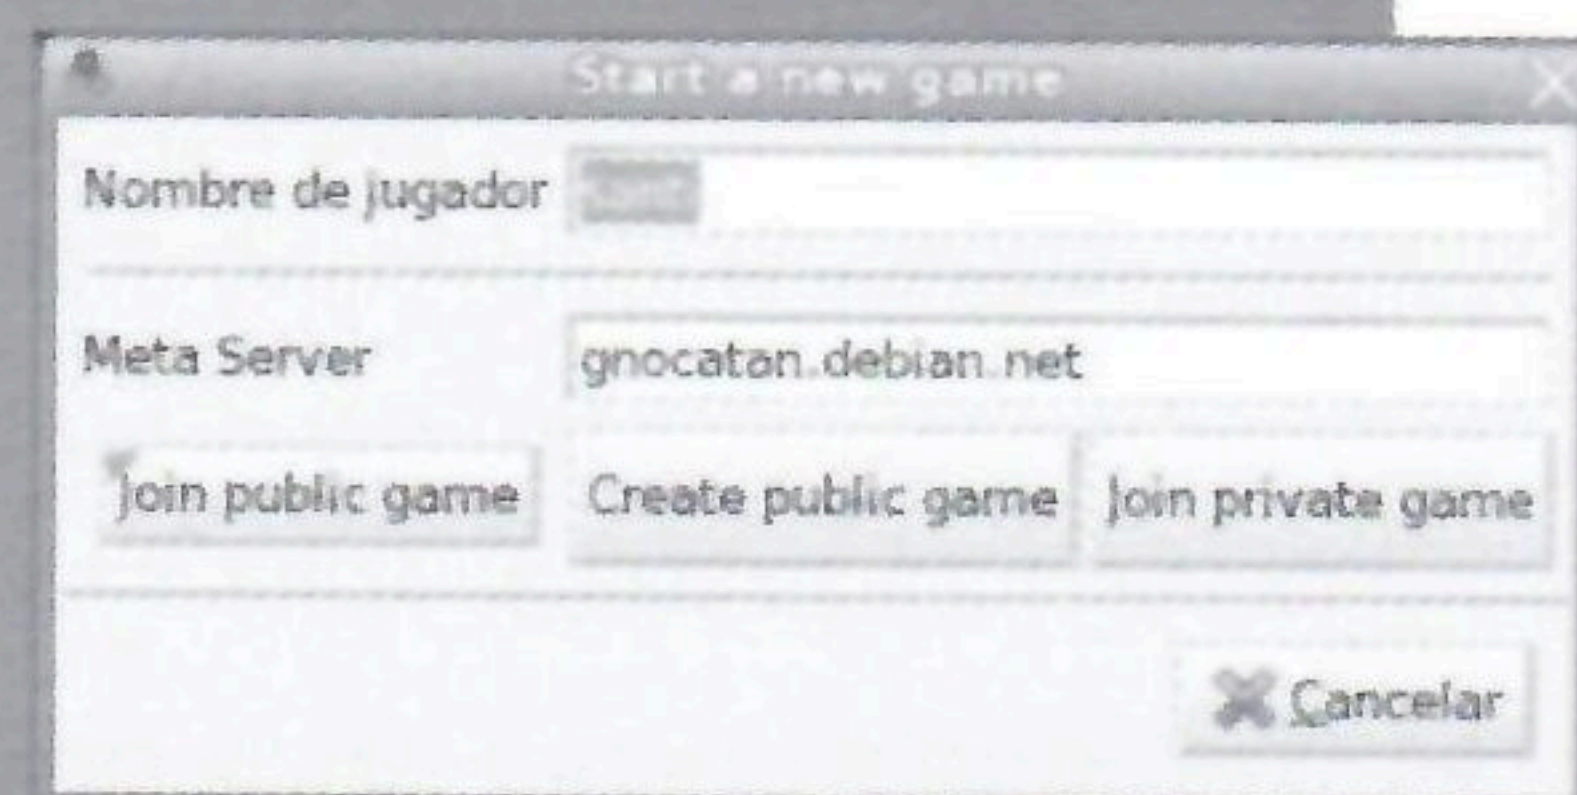 Start a new game
Nombre de jugador
Meta Server gnocatan.debian.net
Join public game Create public game Join private game
Cancelar